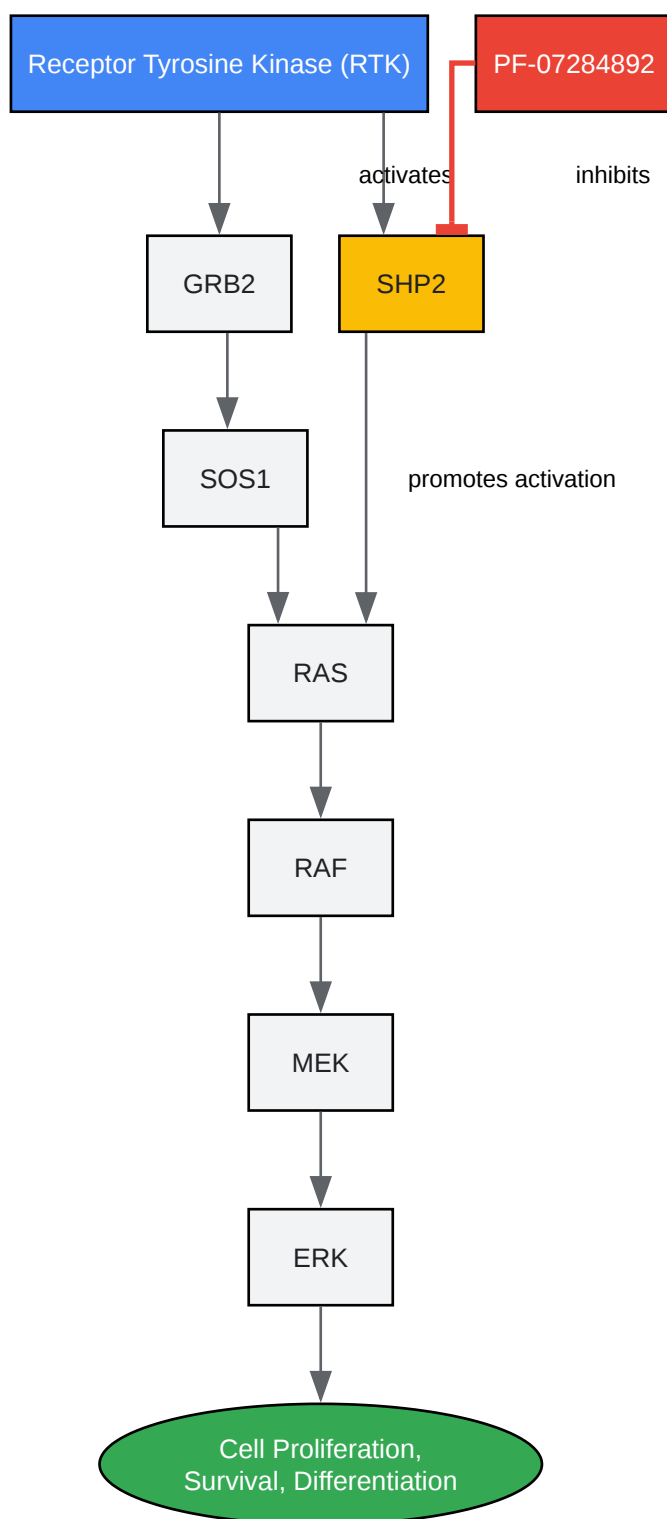 Receptor Tyrosine Kinase (RTK)
PF-07284892
activates
inhibits
GRB2
SHP2
SOS1
promotes activation
RAS
RAF
MEK
ERK
Cell Proliferation,
Survival, Differentiation